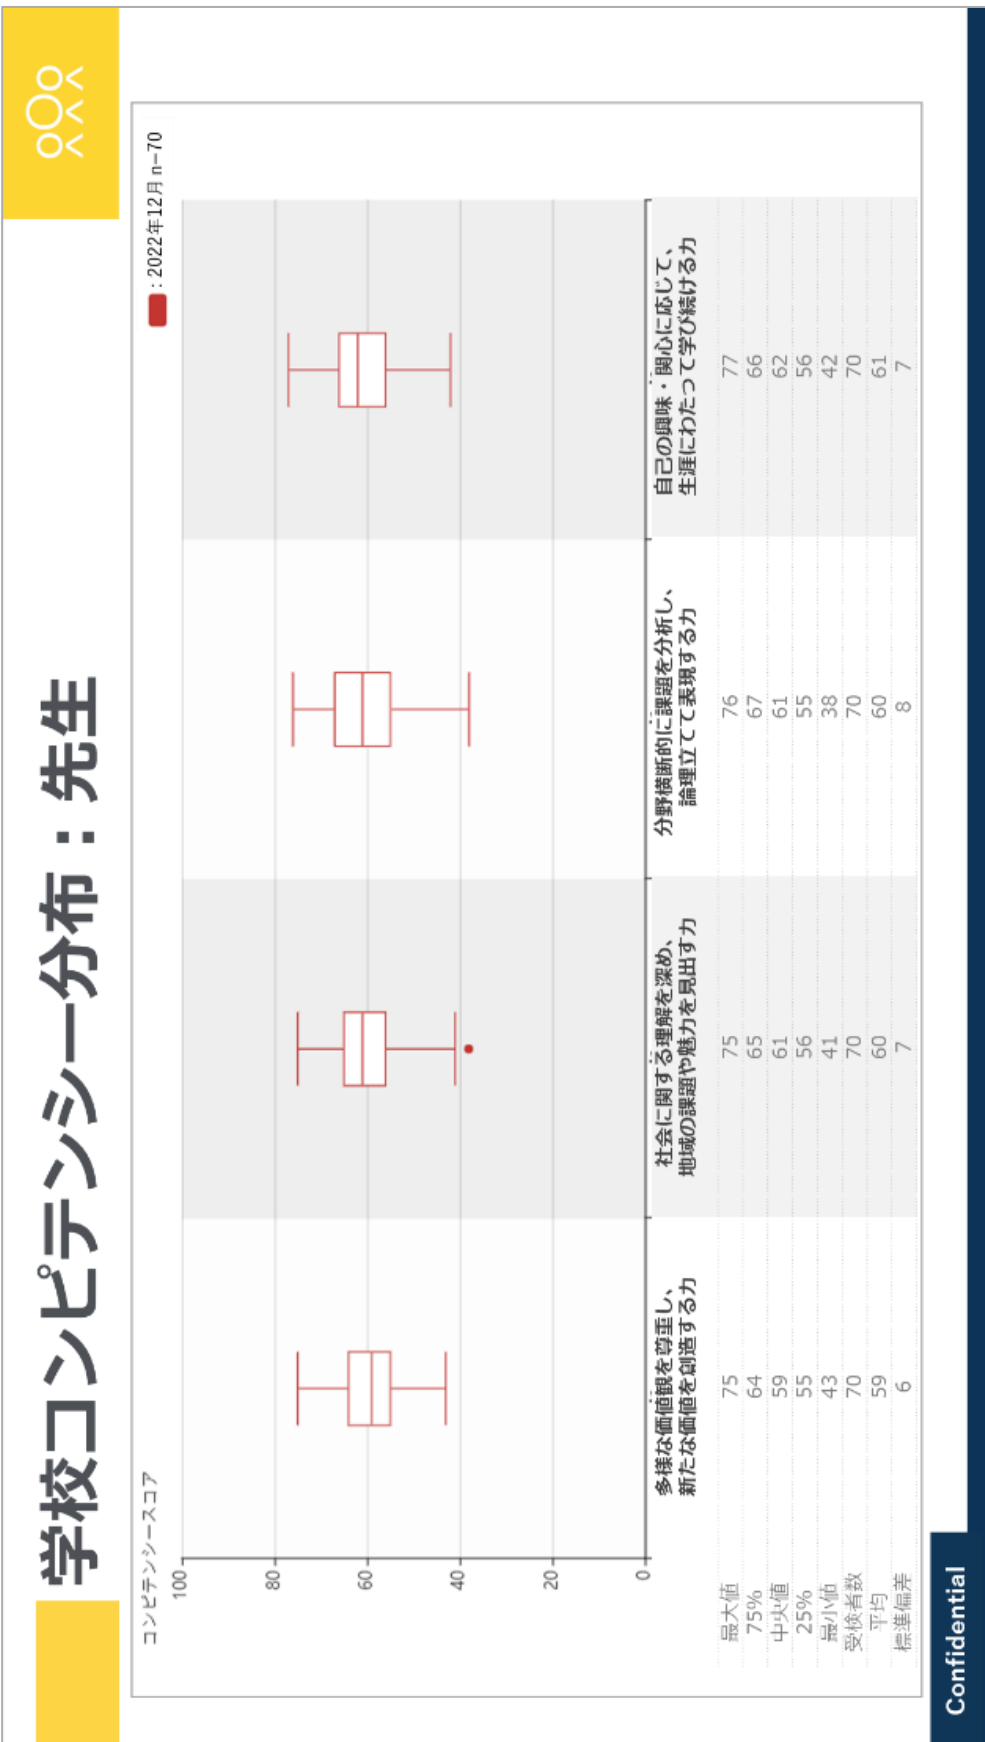 学校コンピテンシー分布：先生
コンピテンシースコア
：2022年12月 n=70
100
80
60
40
20
0
多様な価値観を尊重し、
新たな価値を創造する力
社会に関する理解を深め、
地域の課題や魅力を見出す力
分野横断的に課題を分析し、
論理立てて表現する力
自己の興味・関心に応じて、
生涯にわたって学び続ける力
最大値 75 75 76 77
75% 64 65 67 66
中央値 59 61 61 62
25% 55 56 55 56
最小値 43 41 38 42
受検者数 70 70 70 70
平均 59 60 60 61
標準偏差 6 7 8 7
Confidential